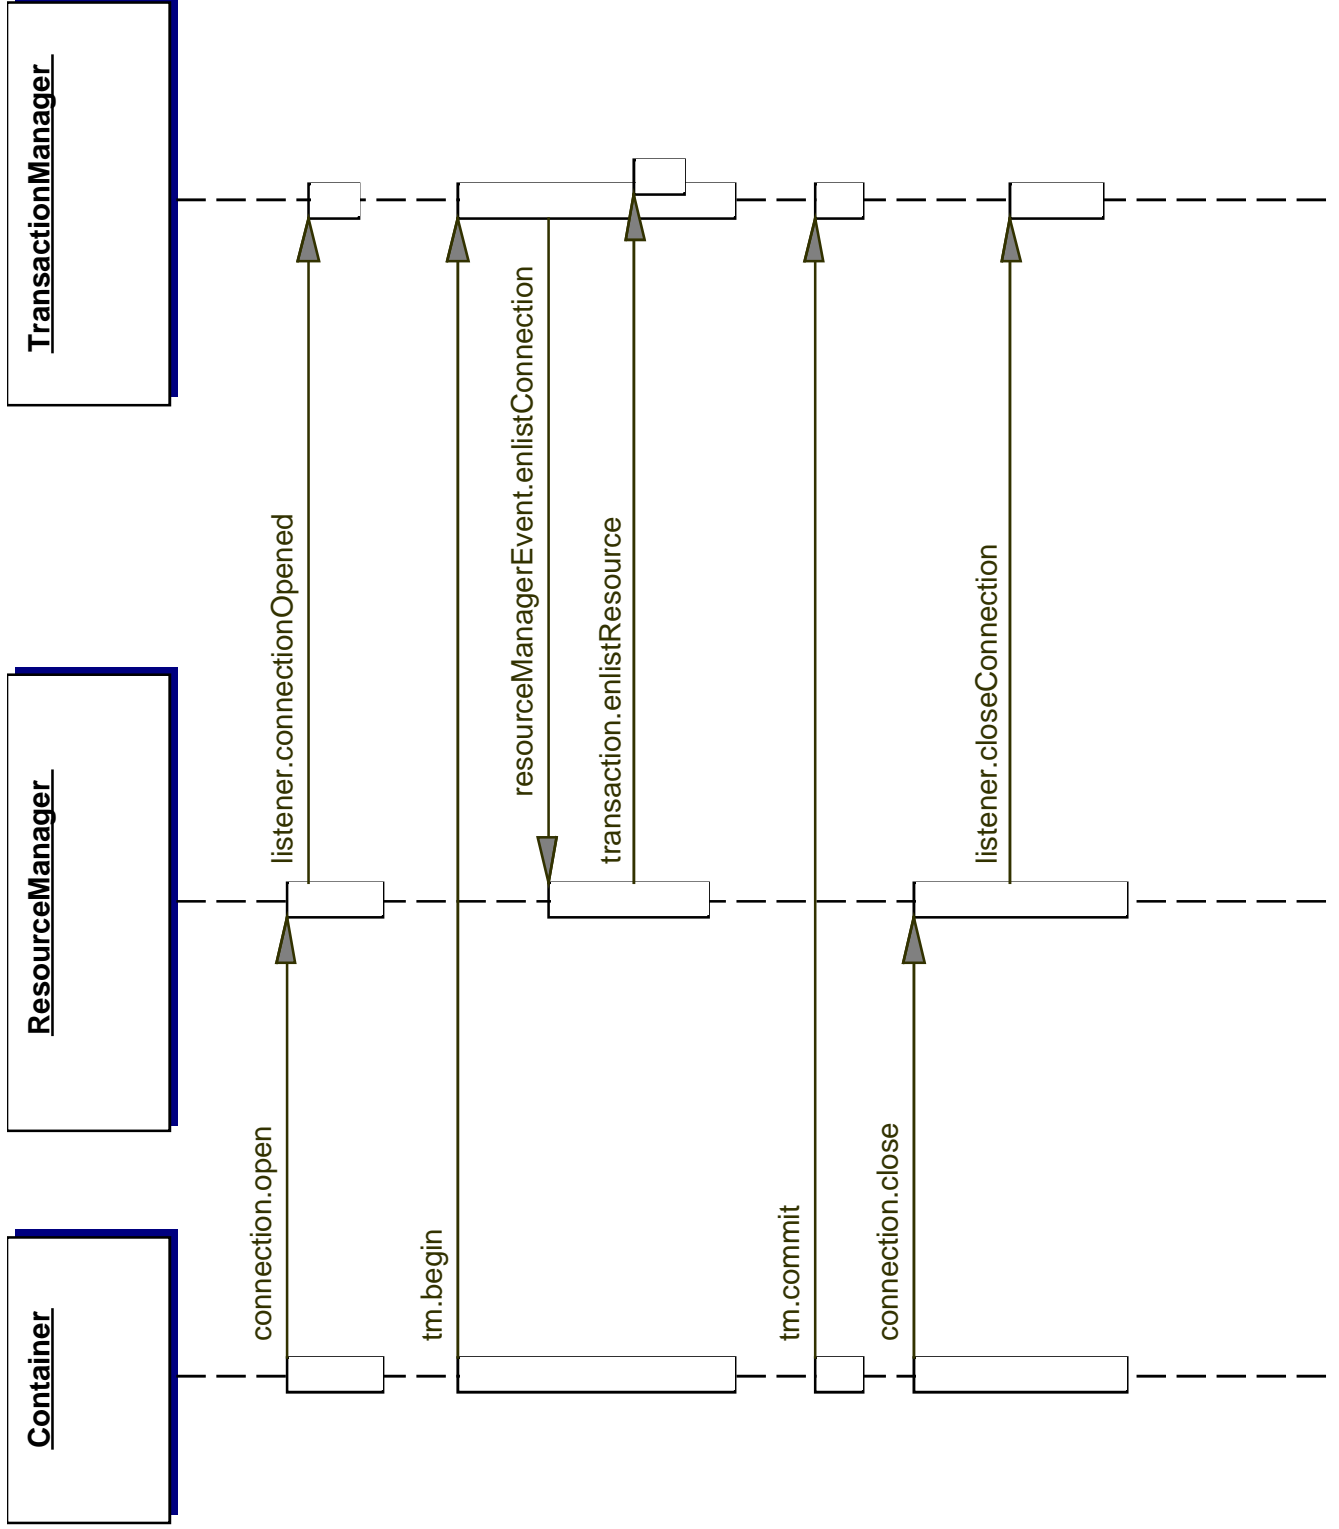 Container
ResourceManager
TransactionManager
connection.open
listener.connectionOpened
tm.begin
resourceManagerEvent.enlistConnection
transaction.enlistResource
tm.commit
connection.close
listener.closeConnection